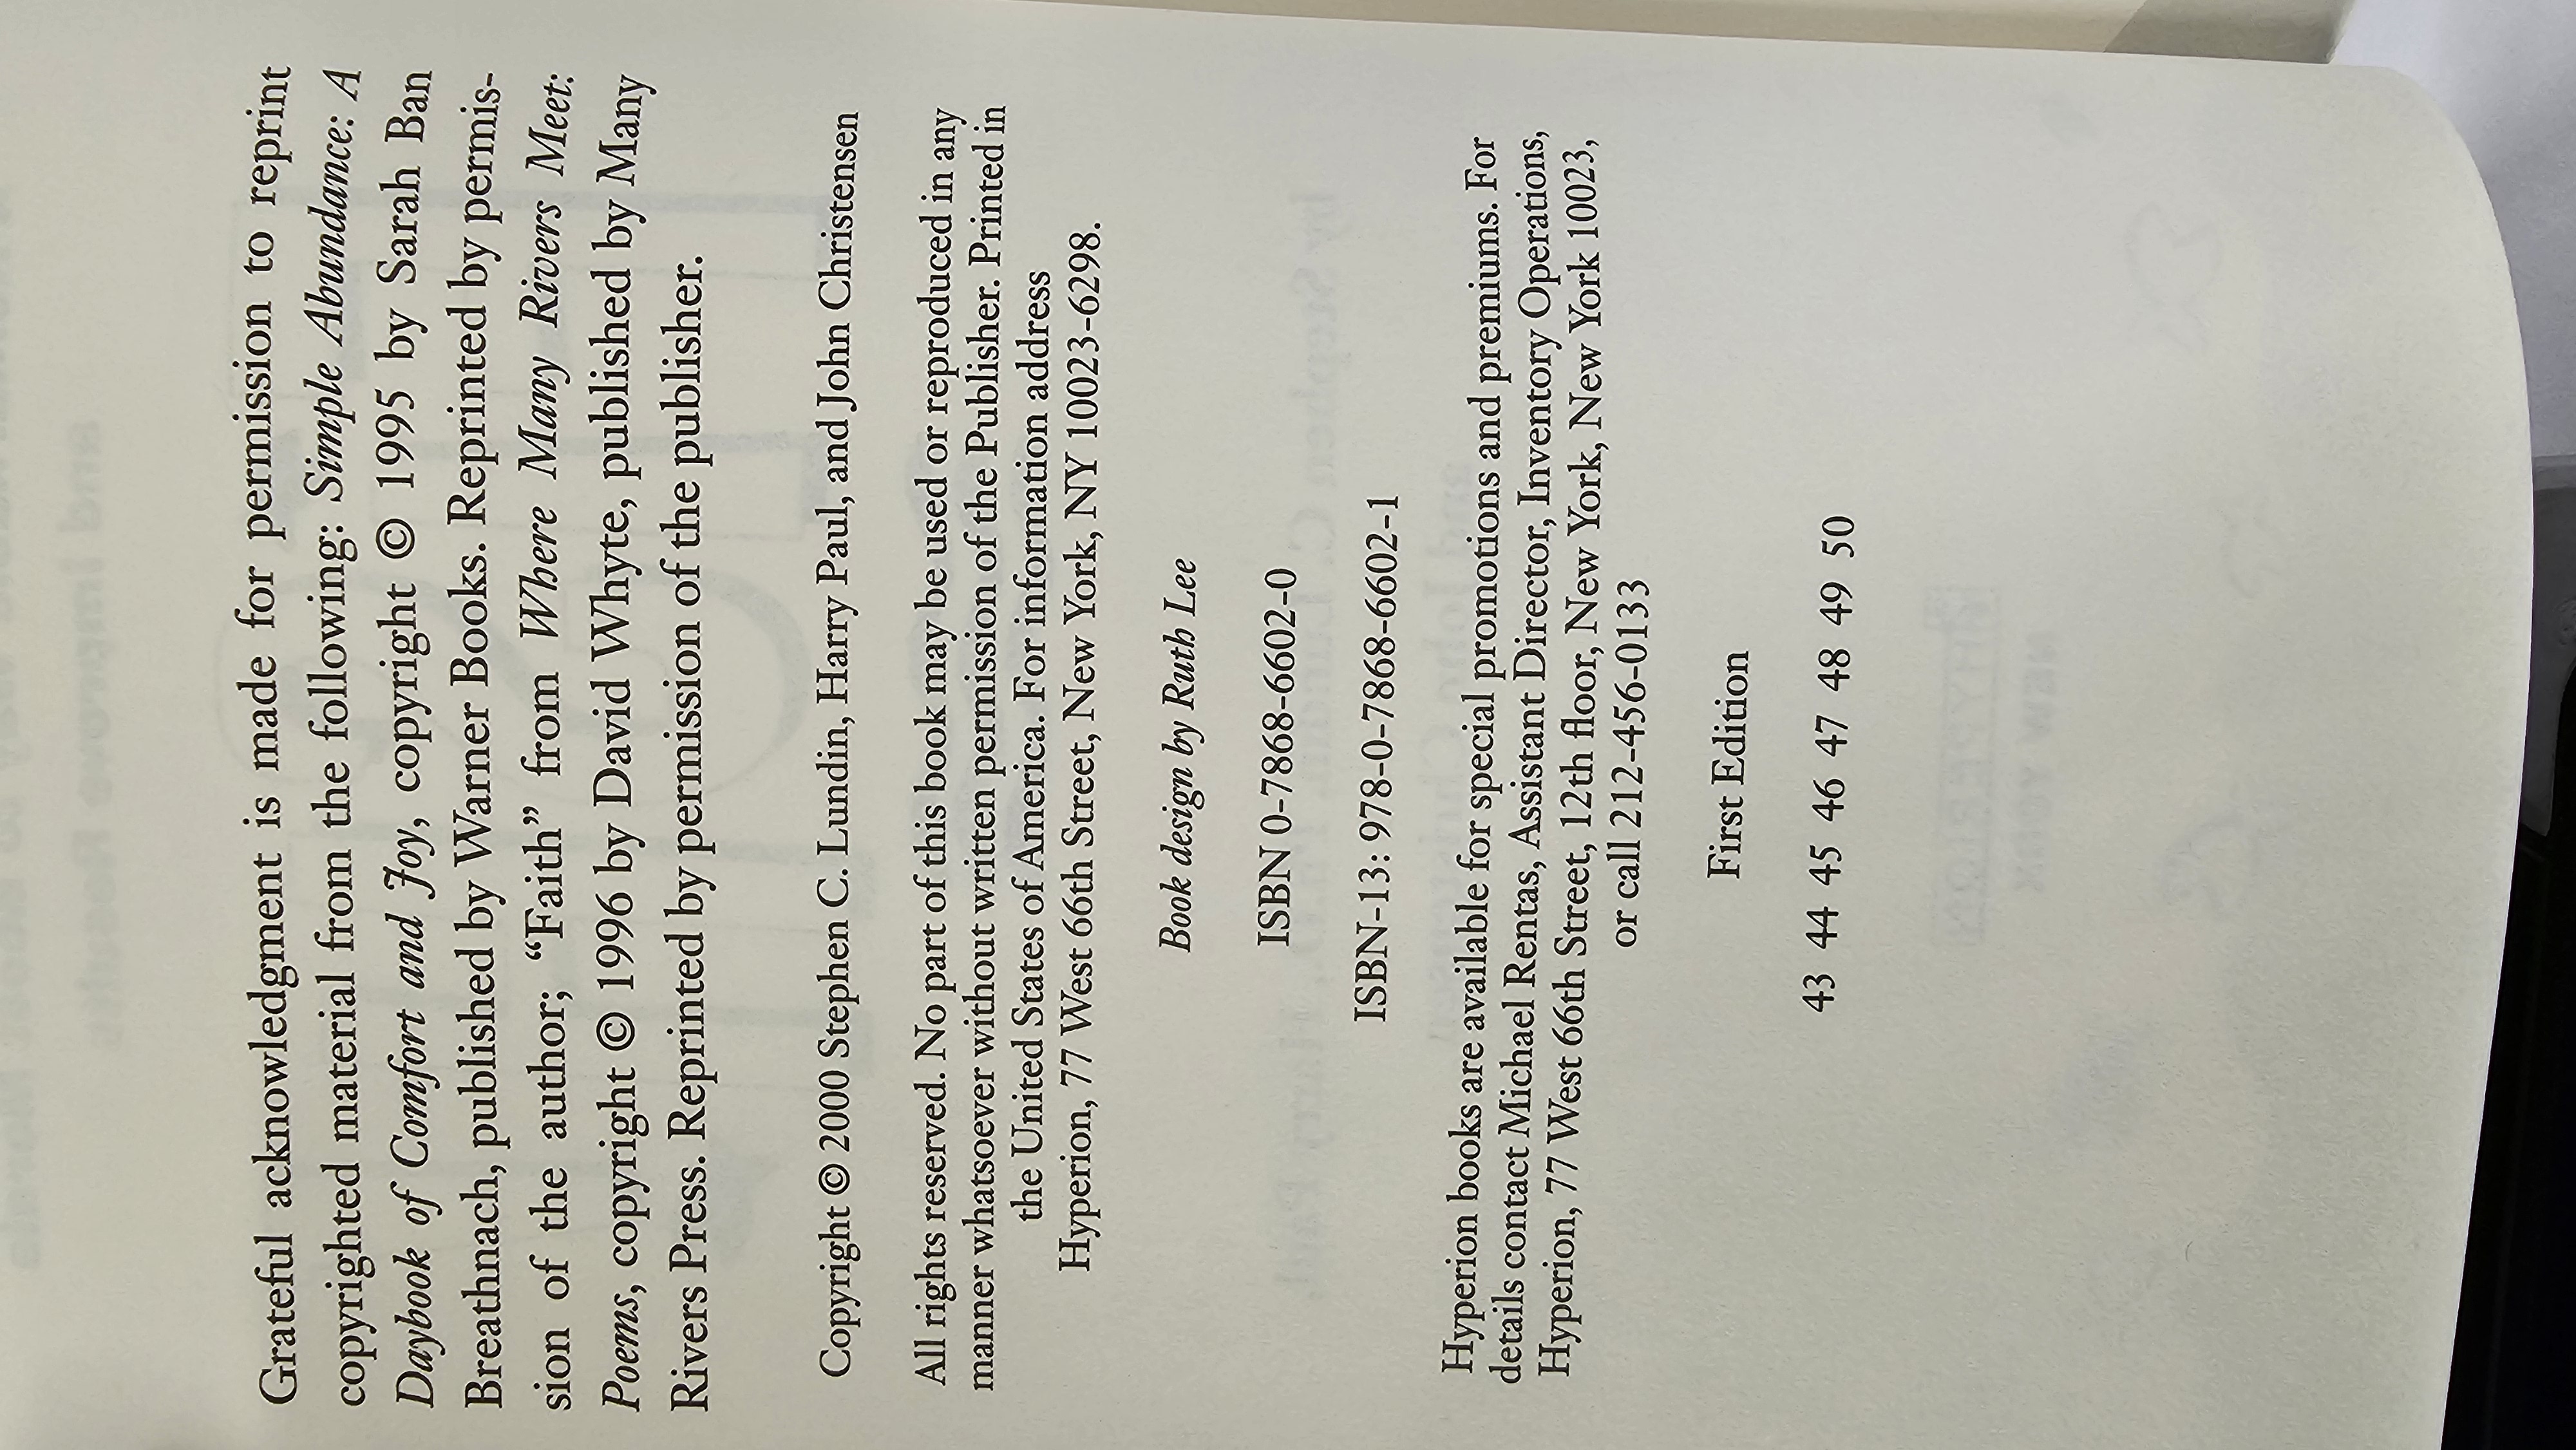 Grateful acknowledgment is made for permission to reprint
copyrighted material from the following: Simple Abundance: A
Daybook of Comfort and Joy, copyright © 1995 by Sarah Ban
Breathnach, published by Warner Books. Reprinted by permis-
sion of the author; “Faith” from Where Many Rivers Meet:
Poems, copyright © 1996 by David Whyte, published by Many
Rivers Press. Reprinted by permission of the publisher.
Copyright © 2000 Stephen C. Lundin, Harry Paul, and John Christensen
All rights reserved. No part of this book may be used or reproduced in any
manner whatsoever without written permission of the Publisher. Printed in
the United States of America. For information address
Hyperion, 77 West 66th Street, New York, NY 10023-6298.
Book design by Ruth Lee
ISBN 0-7868-6602-0
ISBN-13: 978-0-7868-6602-1
Hyperion books are available for special promotions and premiums. For
details contact Michael Rentas, Assistant Director, Inventory Operations,
Hyperion, 77 West 66th Street, 12th floor, New York, New York 10023,
or call 212-456-0133
First Edition
43 44 45 46 47 48 49 50